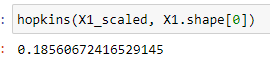 : hopkins(X1_scaled, X1.shape[0])
: 0.18560672416529145